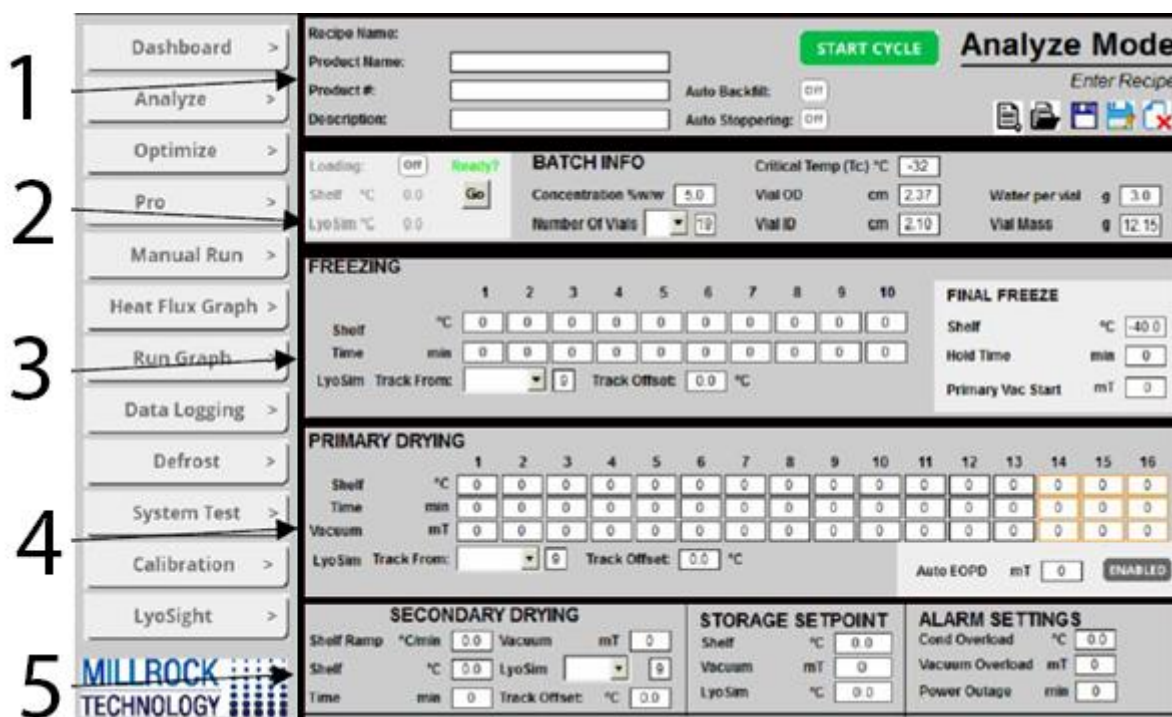 1
2
3
4
5
Dashboard >
Analyze >
Optimize >
Pro >
Manual Run >
Heat Flux Graph >
Run Graph >
Data Logging >
Defrost >
System Test >
Calibration >
LyoSight >
MILLROCK
TECHNOLOGY
Recipe Name:
Product Name:
Product #:
Description:
START CYCLE
Auto Backfill: Off
Auto Stoppering: Off
Analyze Mode
Enter Recipe
Loading: Off Ready?
Shelf °C 0.0 Go
LyoSim °C 0.0
BATCH INFO
Concentration %w/w 5.0
Number Of Vials 19
Critical Temp (Tc) °C -32
Vial OD cm 2.37
Vial ID cm 2.10
Water per vial g 3.0
Vial Mass g 12.15
FREEZING
1 2 3 4 5 6 7 8 9 10
Shelf °C 0 0 0 0 0 0 0 0 0 0
Time min 0 0 0 0 0 0 0 0 0 0
LyoSim Track From: 9 Track Offset: 0.0 °C
FINAL FREEZE
Shelf °C -40.0
Hold Time min 0
Primary Vac Start mT 0
PRIMARY DRYING
1 2 3 4 5 6 7 8 9 10 11 12 13 14 15 16
Shelf °C 0 0 0 0 0 0 0 0 0 0 0 0 0 0 0 0
Time min 0 0 0 0 0 0 0 0 0 0 0 0 0 0 0 0
Vacuum mT 0 0 0 0 0 0 0 0 0 0 0 0 0 0 0 0
LyoSim Track From: 9 Track Offset: 0.0 °C
Auto EOPD mT 0 ENABLED
SECONDARY DRYING
Shelf Ramp °C/min 0.0 Vacuum mT 0
Shelf °C 0.0 LyoSim 9
Time min 0 Track Offset: °C 0.0
STORAGE SETPOINT
Shelf °C 0.0
Vacuum mT 0
LyoSim °C 0.0
ALARM SETTINGS
Cond Overload °C 0.0
Vacuum Overload mT 0
Power Outage min 0